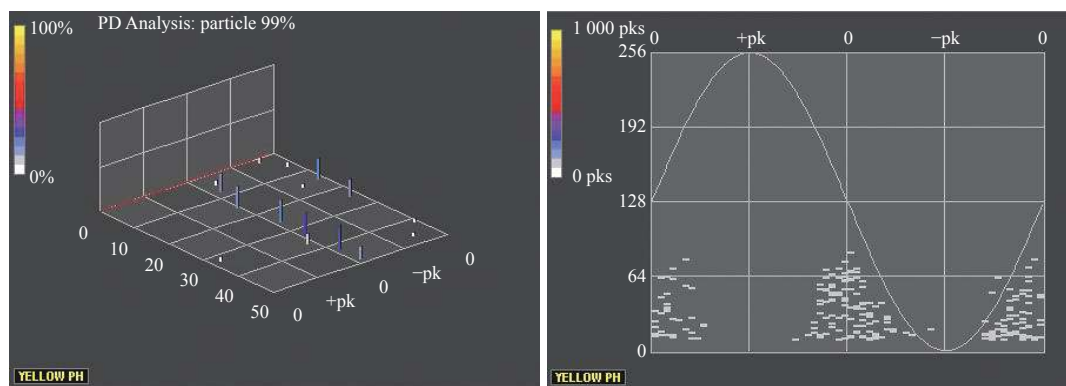 100%
PD Analysis: particle 99%
0%
0
10
20
30
40
50
0
+pk
0
−pk
0
YELLOW PH
1 000 pks
0 pks
0 +pk 0 −pk 0
256
192
128
64
0
YELLOW PH